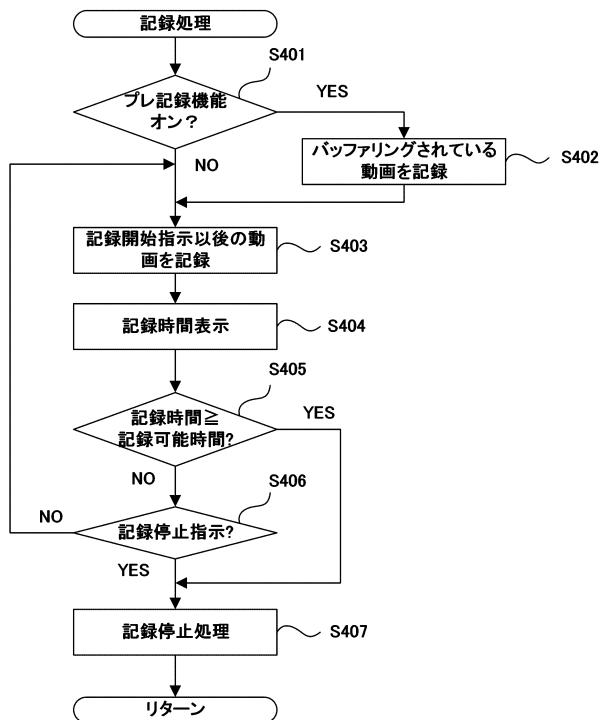 記録処理
S401
プレ記録機能
オン？
YES
NO
バッファリングされている
動画を記録
S402
記録開始指示以後の動
画を記録
S403
記録時間表示
S404
S405
記録時間≧
記録可能時間?
YES
NO
S406
記録停止指示?
NO
YES
記録停止処理
S407
リターン